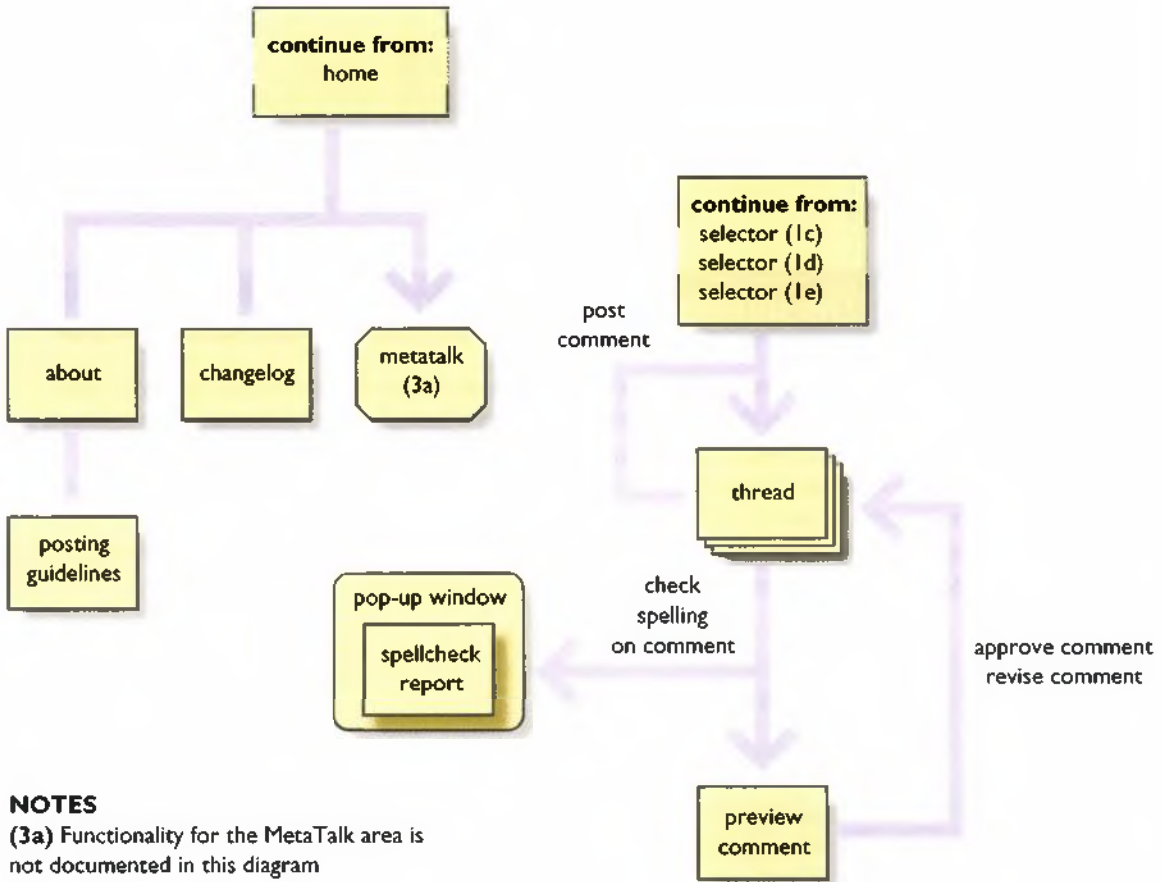 continue from:
home
about
changelog
metatalk
(3a)
posting
guidelines
continue from:
selector (1c)
selector (1d)
selector (1e)
post
comment
thread
check
spelling
on comment
pop-up window
spellcheck
report
approve comment
revise comment
preview
comment
NOTES
(3a) Functionality for the MetaTalk area is
not documented in this diagram